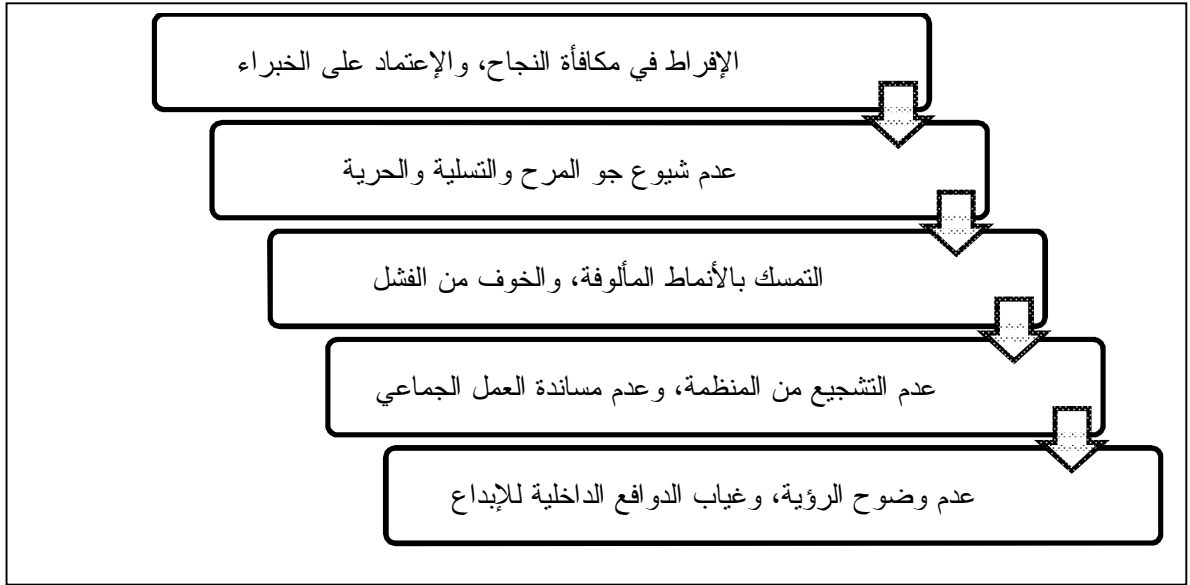 الإفراط في مكافأة النجاح، والإعتماد على الخبراء
عدم شيوع جو المرح والتسلية والحرية
التمسك بالأنماط المألوفة، والخوف من الفشل
عدم التشجيع من المنظمة، وعدم مساندة العمل الجماعي
عدم وضوح الرؤية، وغياب الدوافع الداخلية للإبداع